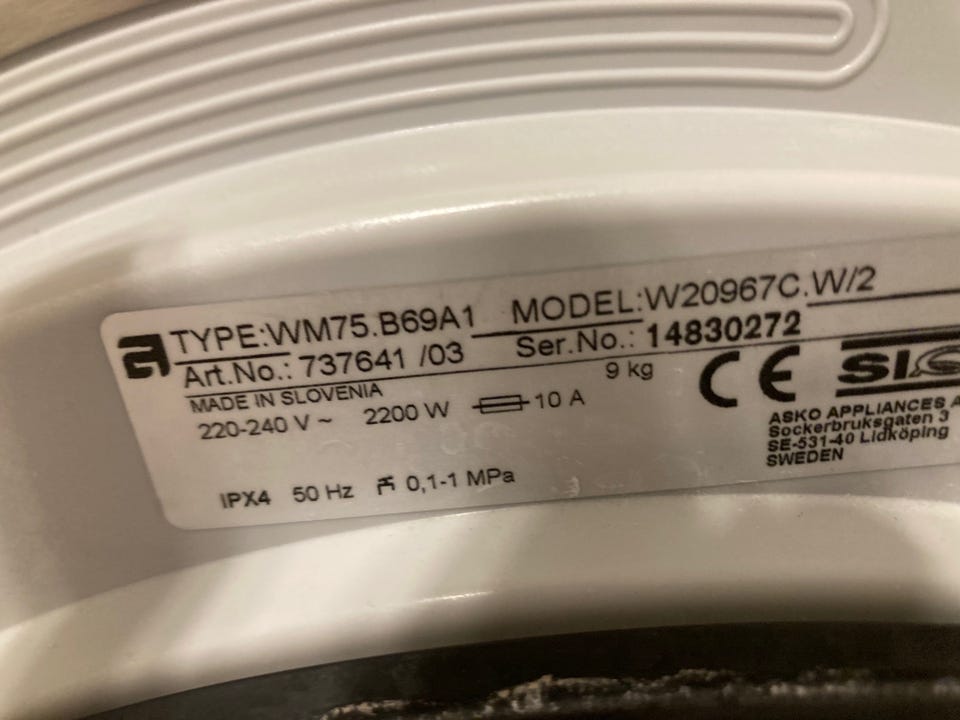 TYPE:WM75.B69A1 MODEL:W20967C.W/2
Art.No.: 737641 /03 Ser.No.: 14830272
MADE IN SLOVENIA 9 kg
220-240 V ~ 2200 W 10 A
IPX4 50 Hz 0,1-1 MPa
CE
ASKO APPLIANCES
Sockerbruksgaten 3
SE-531-40 Lidköping
SWEDEN